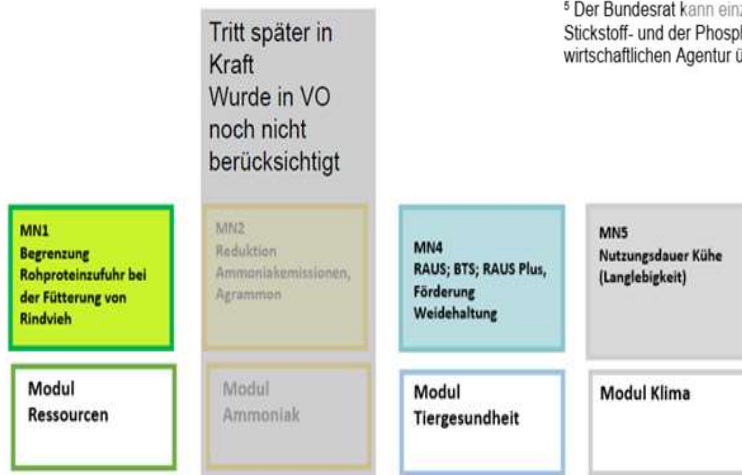 ⁵ Der Bundesrat kann einz
Stickstoff- und der Phosp
wirtschaftlichen Agentur ü
Tritt später in
Kraft
Wurde in VO
noch nicht
berücksichtigt
MN1
Begrenzung
Rohproteinzufuhr bei
der Fütterung von
Rindvieh
MN2
Reduktion
Ammoniakemissionen,
Agrammon
MN4
RAUS; BTS; RAUS Plus,
Förderung
Weidehaltung
MN5
Nutzungsdauer Kühe
(Langlebigkeit)
Modul
Ressourcen
Modul
Ammoniak
Modul
Tiergesundheit
Modul Klima